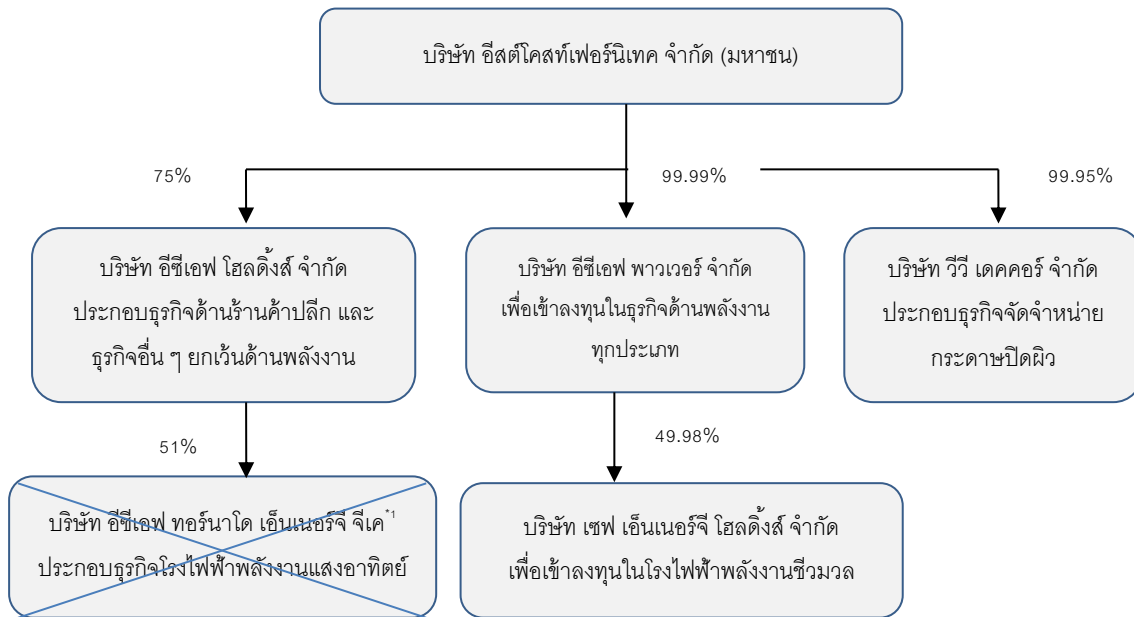 บริษัท อีสต์โคสท์เฟอร์นิเทค จำกัด (มหาชน)
75%
99.99%
99.95%
บริษัท อีซีเอฟ โฮลดิ้งส์ จำกัด
ประกอบธุรกิจด้านร้านค้าปลีก และ
ธุรกิจอื่น ๆ ยกเว้นด้านพลังงาน
บริษัท อีซีเอฟ พาวเวอร์ จำกัด
เพื่อเข้าลงทุนในธุรกิจด้านพลังงาน
ทุกประเภท
บริษัท วีวี เดคคอร์ จำกัด
ประกอบธุรกิจจัดจำหน่าย
กระดาษปิดผิว
51%
49.98%
บริษัท อีซีเอฟ ทอร์นาโด เอ็นเนอร์จี จีเค*1
ประกอบธุรกิจโรงไฟฟ้าพลังงานแสงอาทิตย์
บริษัท เซฟ เอ็นเนอร์จี โฮลดิ้งส์ จำกัด
เพื่อเข้าลงทุนในโรงไฟฟ้าพลังงานชีวมวล